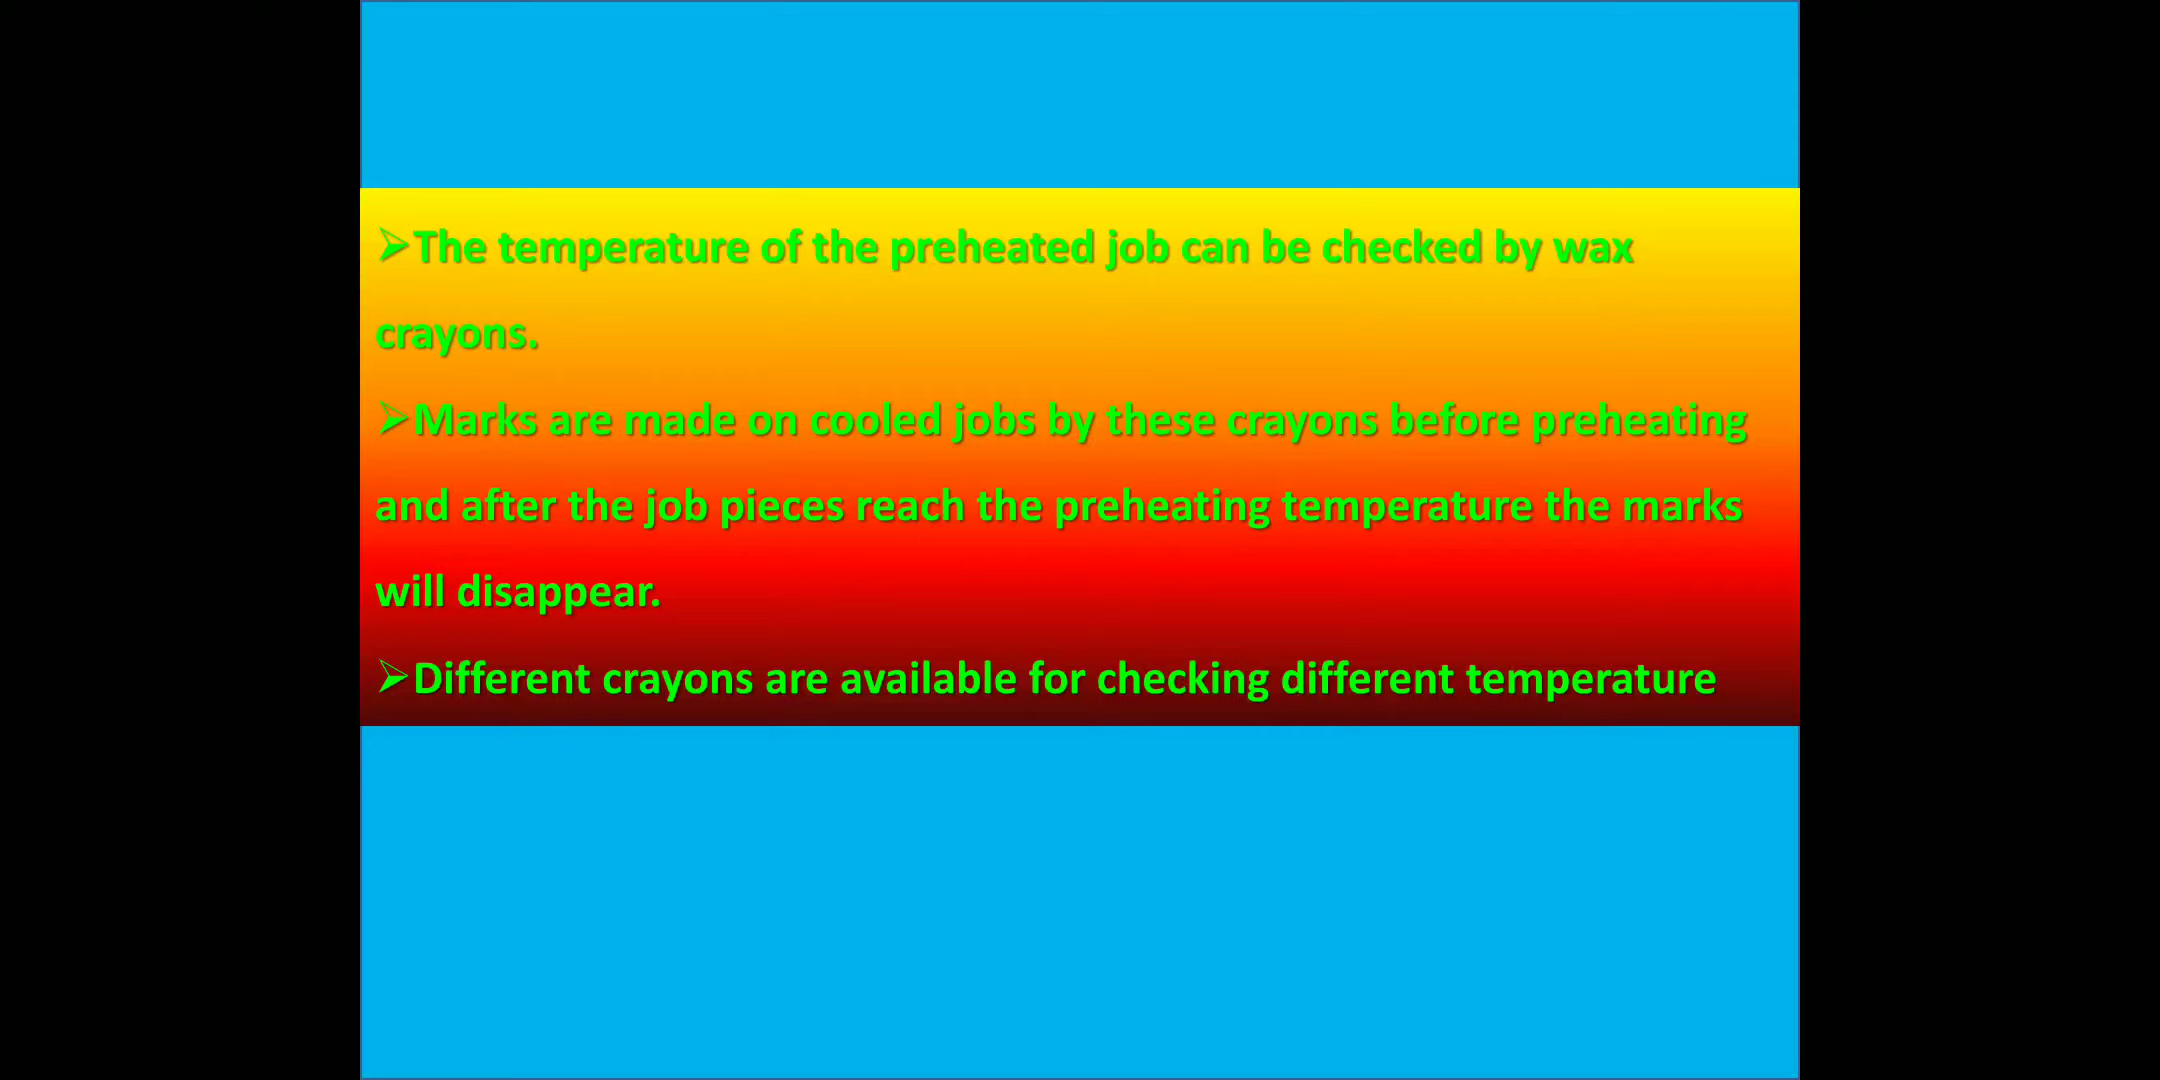 ➢The temperature of the preheated job can be checked by wax
crayons.
➢Marks are made on cooled jobs by these crayons before preheating
and after the job pieces reach the preheating temperature the marks
will disappear.
➢Different crayons are available for checking different temperature